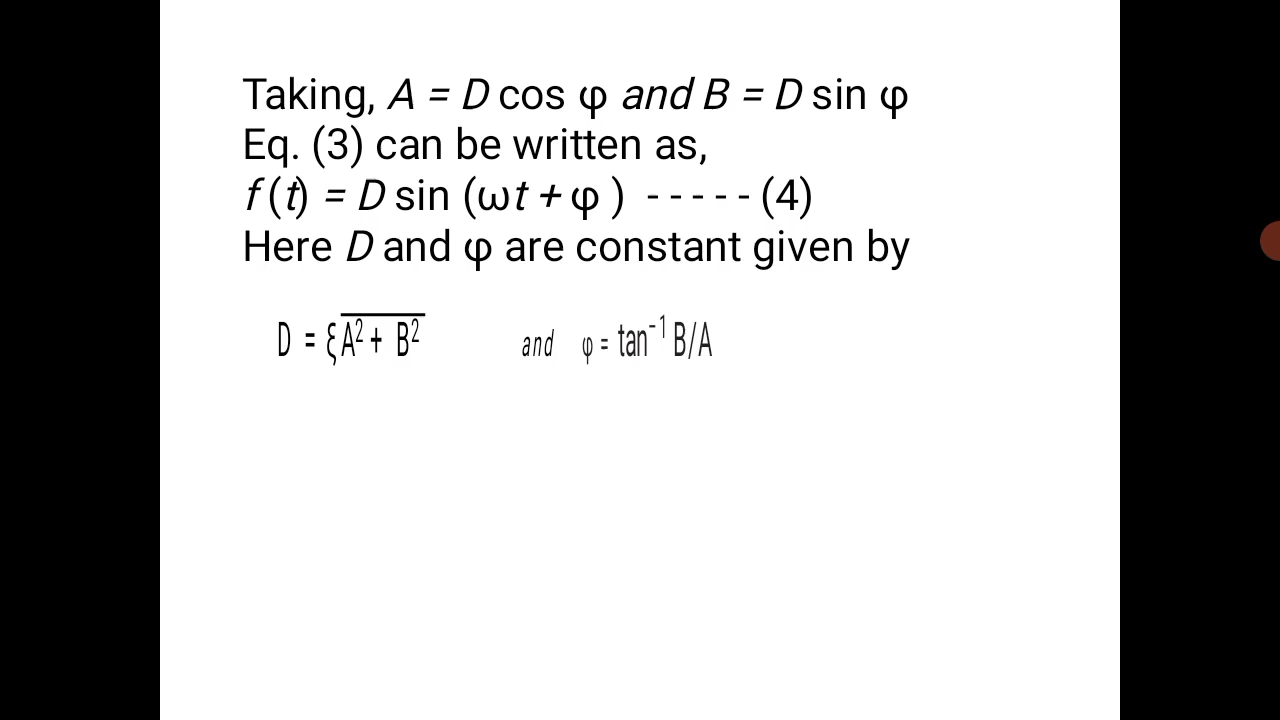 Taking, A = D cos φ and B = D sin φ
Eq. (3) can be written as,
f (t) = D sin (ωt + φ ) - - - - - (4)
Here D and φ are constant given by
D = ξA² + B² and φ = tan⁻¹ B/A